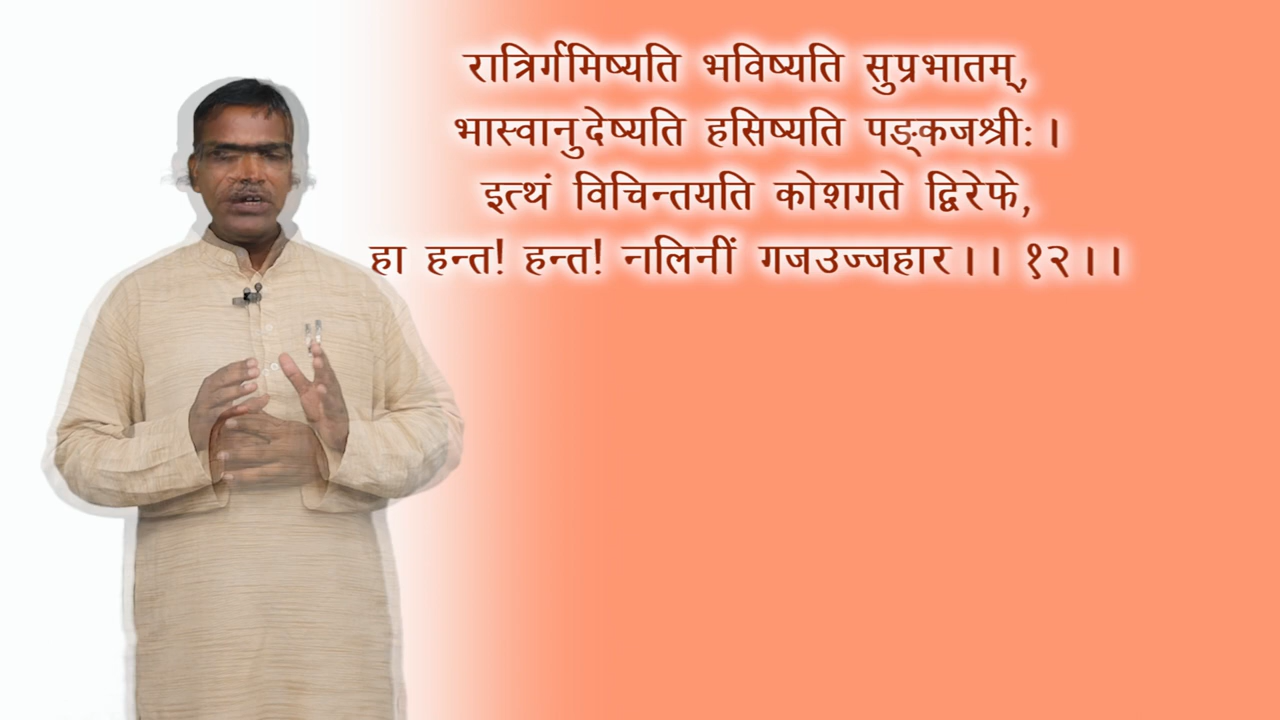 रात्रिर्गमिष्यति भविष्यति सुप्रभातम्,
भास्वानुदेष्यति हसिष्यति पङ्कजश्रीः ।
इत्थं विचिन्तयति कोशगते द्विरेफे,
हा हन्त! हन्त! नलिनीं गजउज्जहार ।। १२ ।।